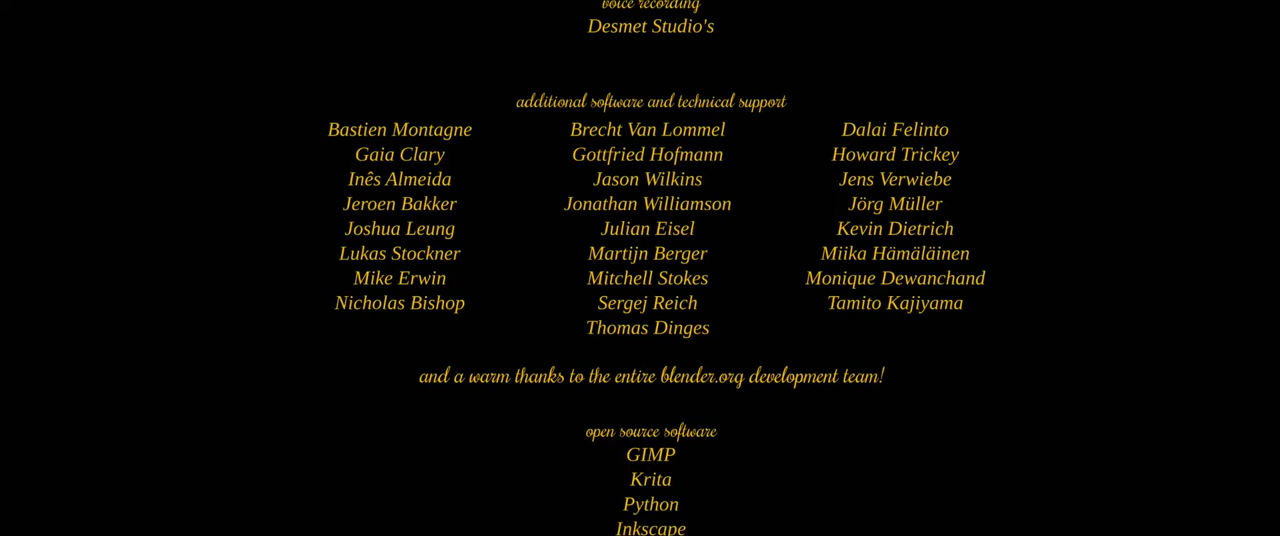 voice recording
Desmet Studio's
additional software and technical support
Bastien Montagne Brecht Van Lommel Dalai Felinto
Gaia Clary Gottfried Hofmann Howard Trickey
Inês Almeida Jason Wilkins Jens Verwiebe
Jeroen Bakker Jonathan Williamson Jörg Müller
Joshua Leung Julian Eisel Kevin Dietrich
Lukas Stockner Martijn Berger Miika Hämäläinen
Mike Erwin Mitchell Stokes Monique Dewanchand
Nicholas Bishop Sergej Reich Tamito Kajiyama
Thomas Dinges
and a warm thanks to the entire blender.org development team!
open source software
GIMP
Krita
Python
Inkscape